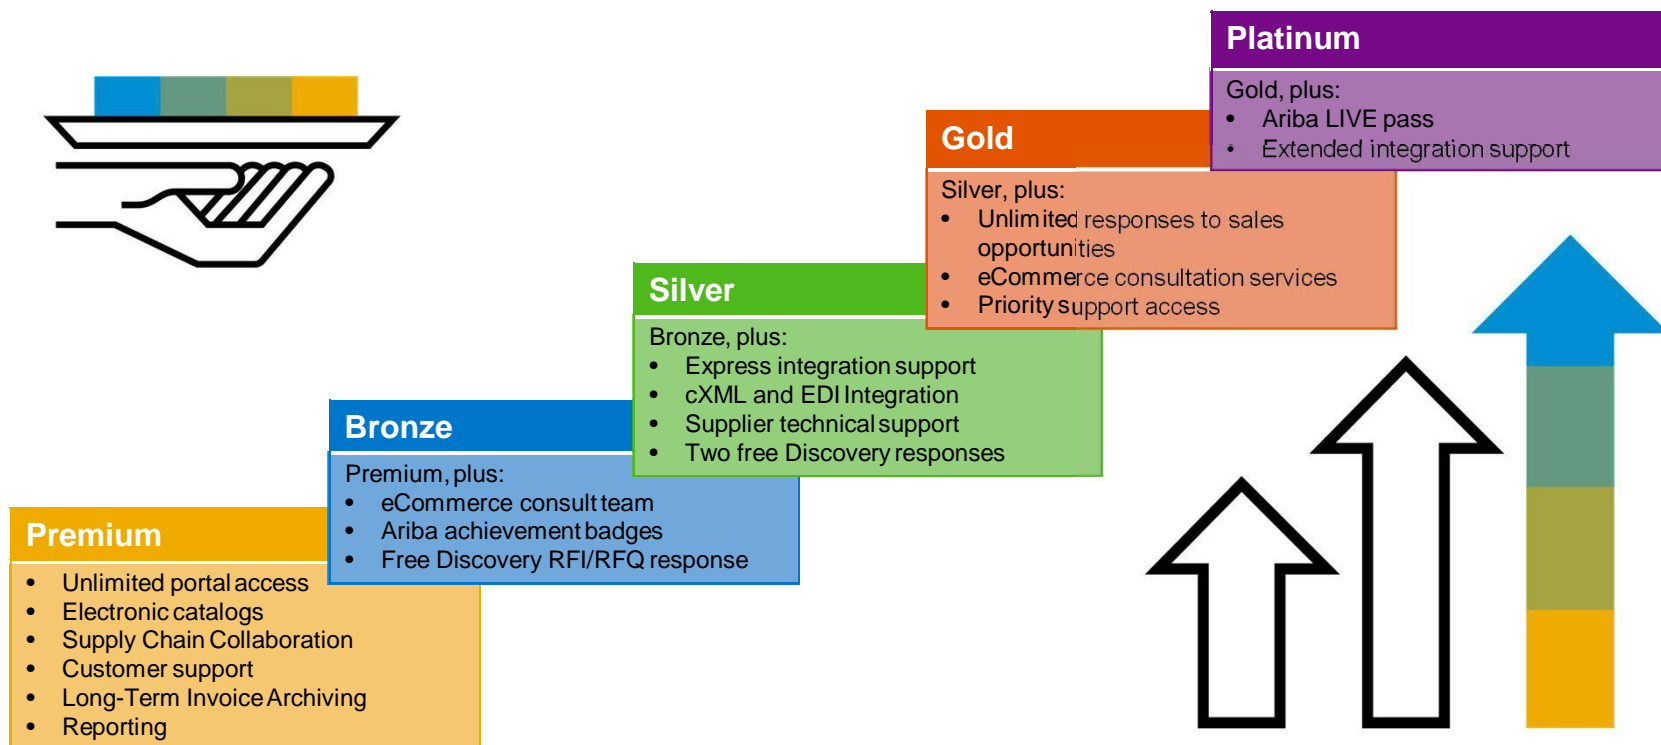 Platinum
Gold, plus:
• Ariba LIVE pass
• Extended integration support
Gold
Silver, plus:
• Unlimited responses to sales
opportunities
• eCommerce consultation services
• Priority support access
Silver
Bronze, plus:
• Express integration support
• cXML and EDI Integration
• Supplier technical support
• Two free Discovery responses
Bronze
Premium, plus:
• eCommerce consult team
• Ariba achievement badges
• Free Discovery RFI/RFQ response
Premium
• Unlimited portal access
• Electronic catalogs
• Supply Chain Collaboration
• Customer support
• Long-Term Invoice Archiving
• Reporting